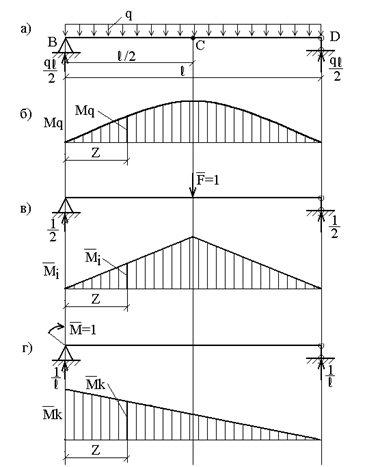 а) q
B C D
qℓ/2 ℓ/2 qℓ/2
ℓ
б) Mq Mq
Z
F̅=1
в)
1/2 1/2
M̅i M̅i
Z
г) M̅=1
1/ℓ 1/ℓ
M̅k M̅k
Z